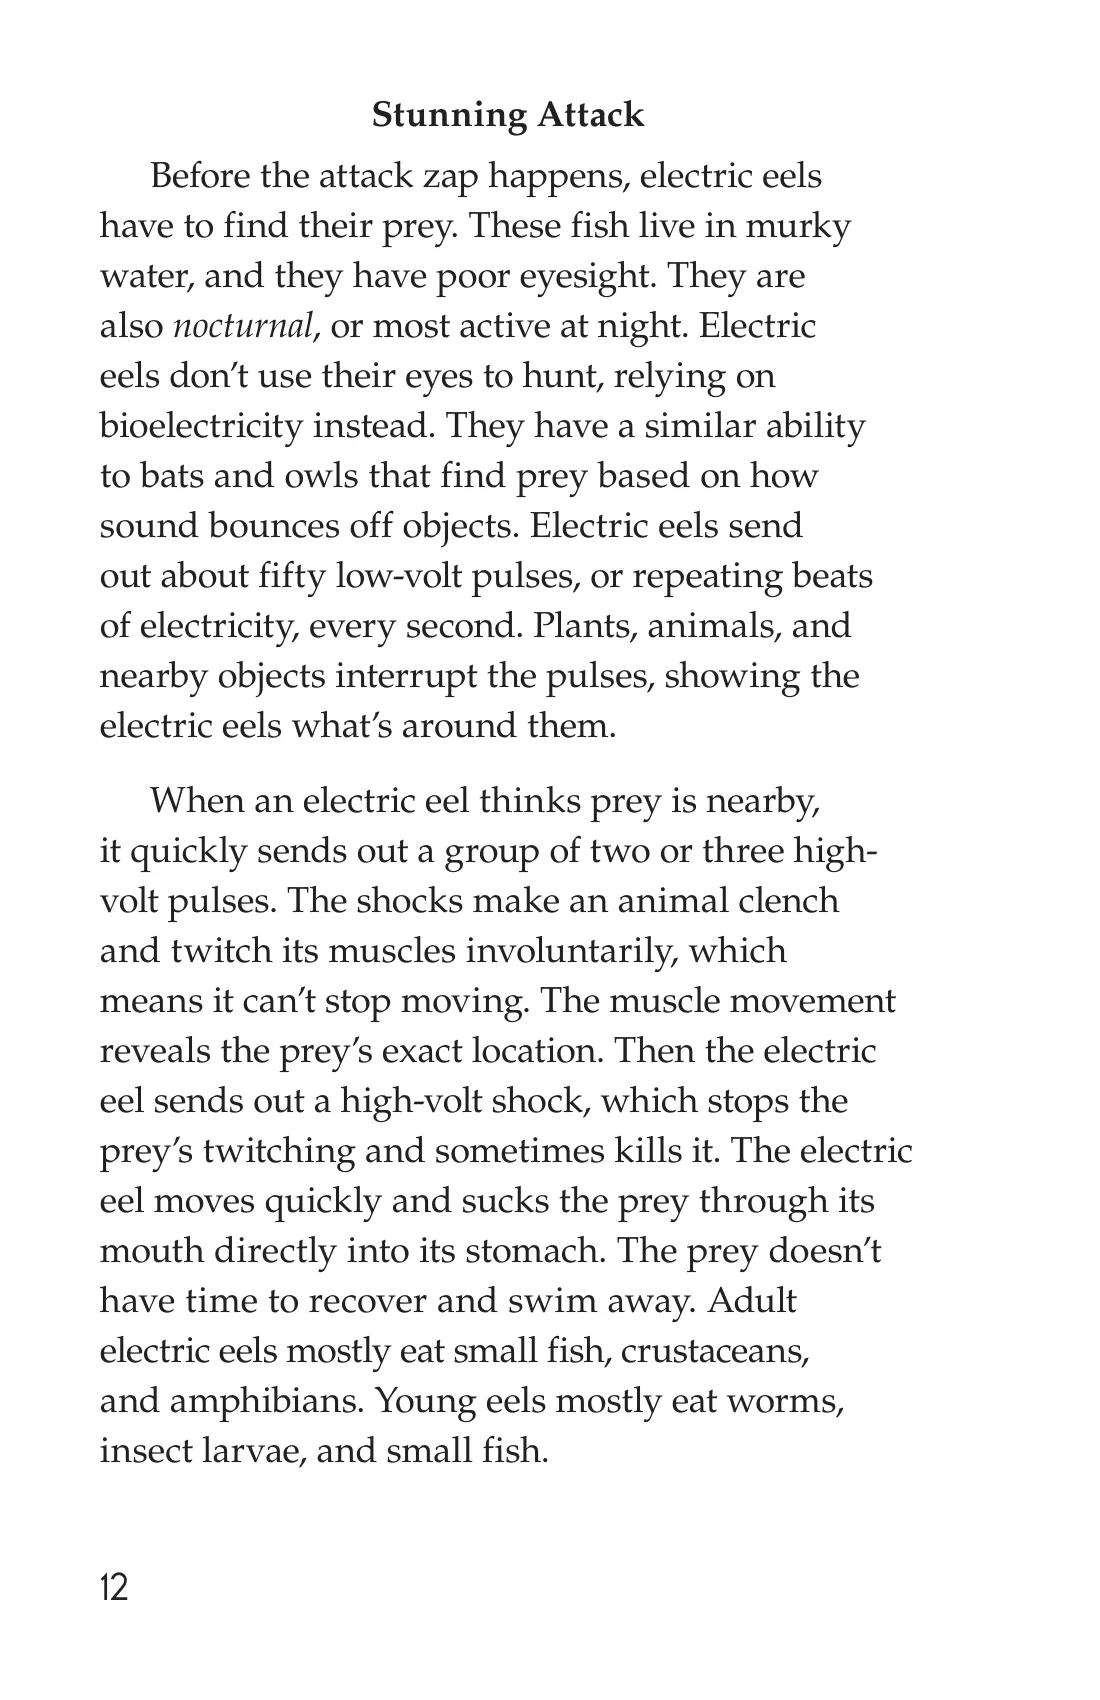 Stunning Attack
Before the attack zap happens, electric eels
have to find their prey. These fish live in murky
water, and they have poor eyesight. They are
also nocturnal, or most active at night. Electric
eels don’t use their eyes to hunt, relying on
bioelectricity instead. They have a similar ability
to bats and owls that find prey based on how
sound bounces off objects. Electric eels send
out about fifty low-volt pulses, or repeating beats
of electricity, every second. Plants, animals, and
nearby objects interrupt the pulses, showing the
electric eels what’s around them.
When an electric eel thinks prey is nearby,
it quickly sends out a group of two or three high-
volt pulses. The shocks make an animal clench
and twitch its muscles involuntarily, which
means it can’t stop moving. The muscle movement
reveals the prey’s exact location. Then the electric
eel sends out a high-volt shock, which stops the
prey’s twitching and sometimes kills it. The electric
eel moves quickly and sucks the prey through its
mouth directly into its stomach. The prey doesn’t
have time to recover and swim away. Adult
electric eels mostly eat small fish, crustaceans,
and amphibians. Young eels mostly eat worms,
insect larvae, and small fish.
12